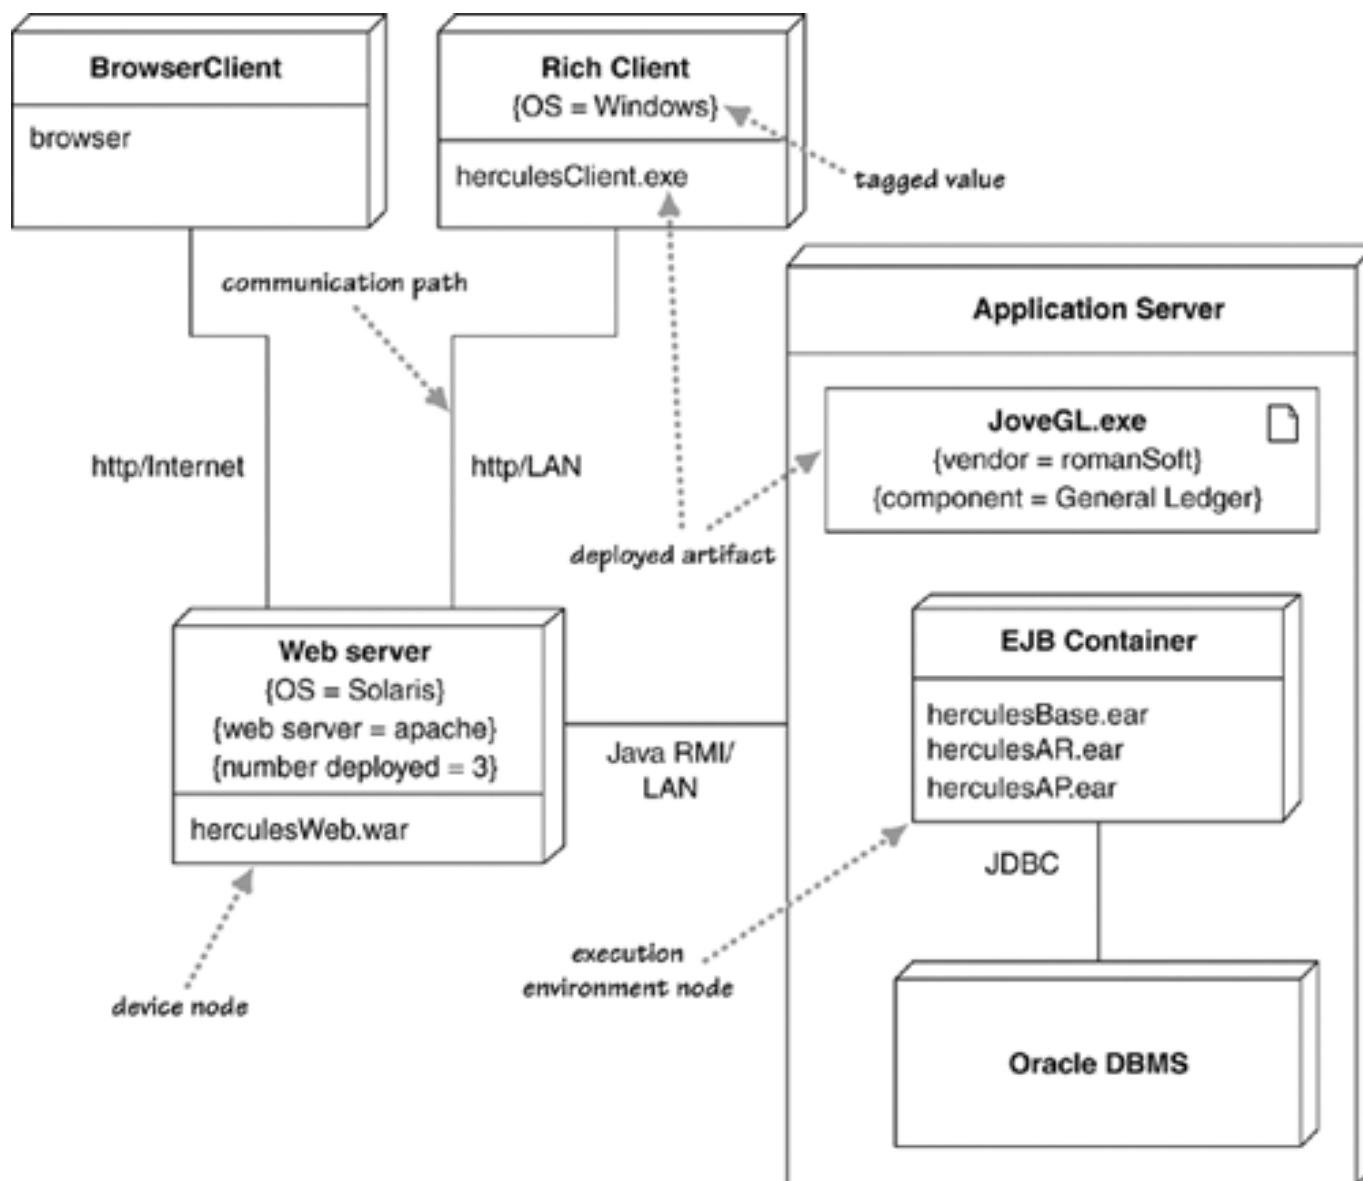 BrowserClient
browser
Rich Client
{OS = Windows}
herculesClient.exe
tagged value
communication path
http/Internet
http/LAN
deployed artifact
Application Server
JoveGL.exe
{vendor = romanSoft}
{component = General Ledger}
Web server
{OS = Solaris}
{web server = apache}
{number deployed = 3}
herculesWeb.war
Java RMI/
LAN
EJB Container
herculesBase.ear
herculesAR.ear
herculesAP.ear
JDBC
execution
environment node
device node
Oracle DBMS